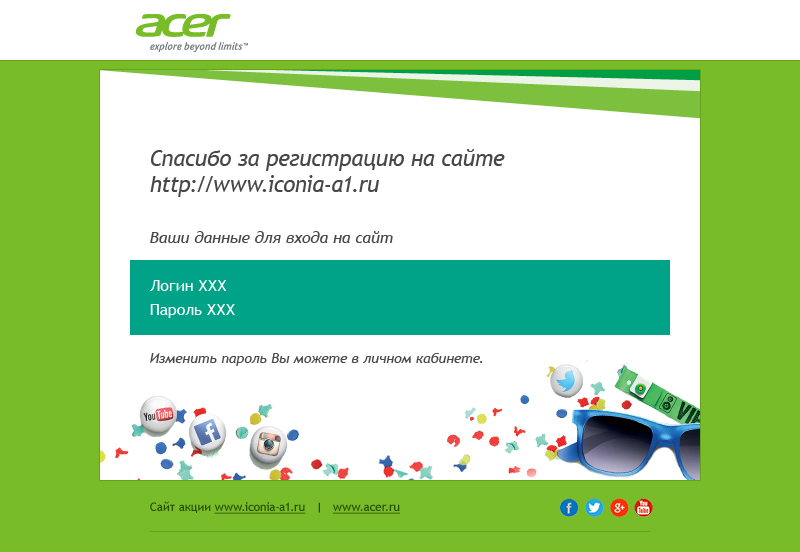 acer
explore beyond limits™
Спасибо за регистрацию на сайте
http://www.iconia-a1.ru
Ваши данные для входа на сайт
Логин XXX
Пароль XXX
Изменить пароль Вы можете в личном кабинете.
YouTube
f
VIP
Сайт акции www.iconia-a1.ru | www.acer.ru
f
g+
You
Tube